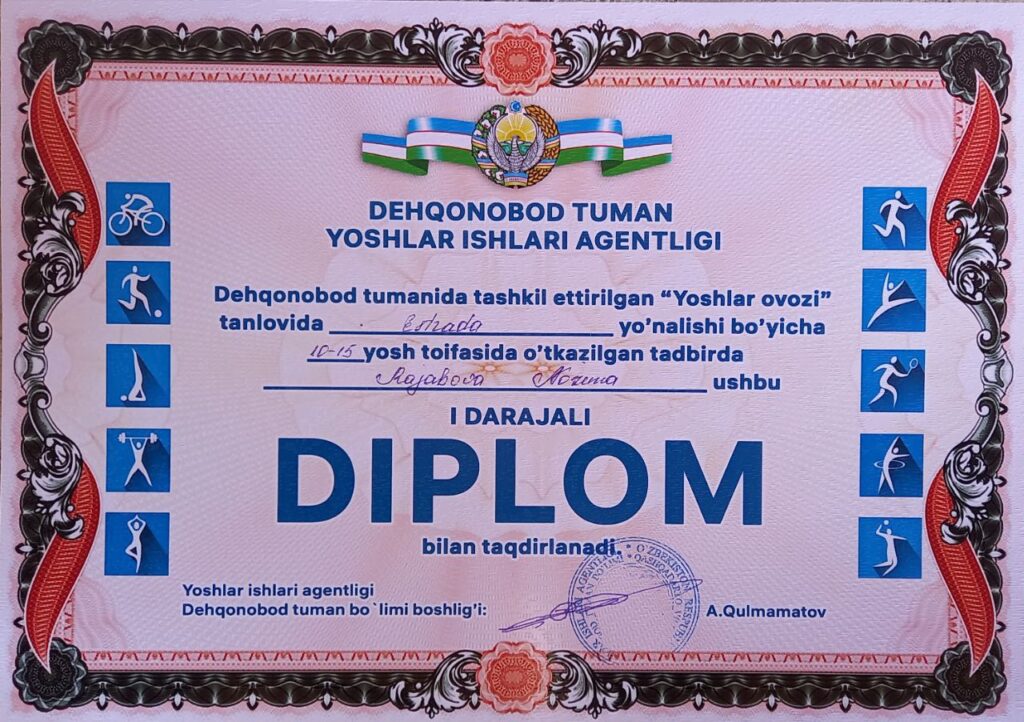 DEHQONOBOD TUMAN
YOSHLAR ISHLARI AGENTLIGI
Dehqonobod tumanida tashkil ettirilgan “Yoshlar ovozi”
tanlovida Estrada yo’nalishi bo’yicha
10-15 yosh toifasida o’tkazilgan tadbirda
Rajabova Nozima ushbu
I DARAJALI
DIPLOM
bilan taqdirlanadi.
Yoshlar ishlari agentligi
Dehqonobod tuman bo`limi boshlig’i:
A.Qulmamatov
O'ZBEKISTON